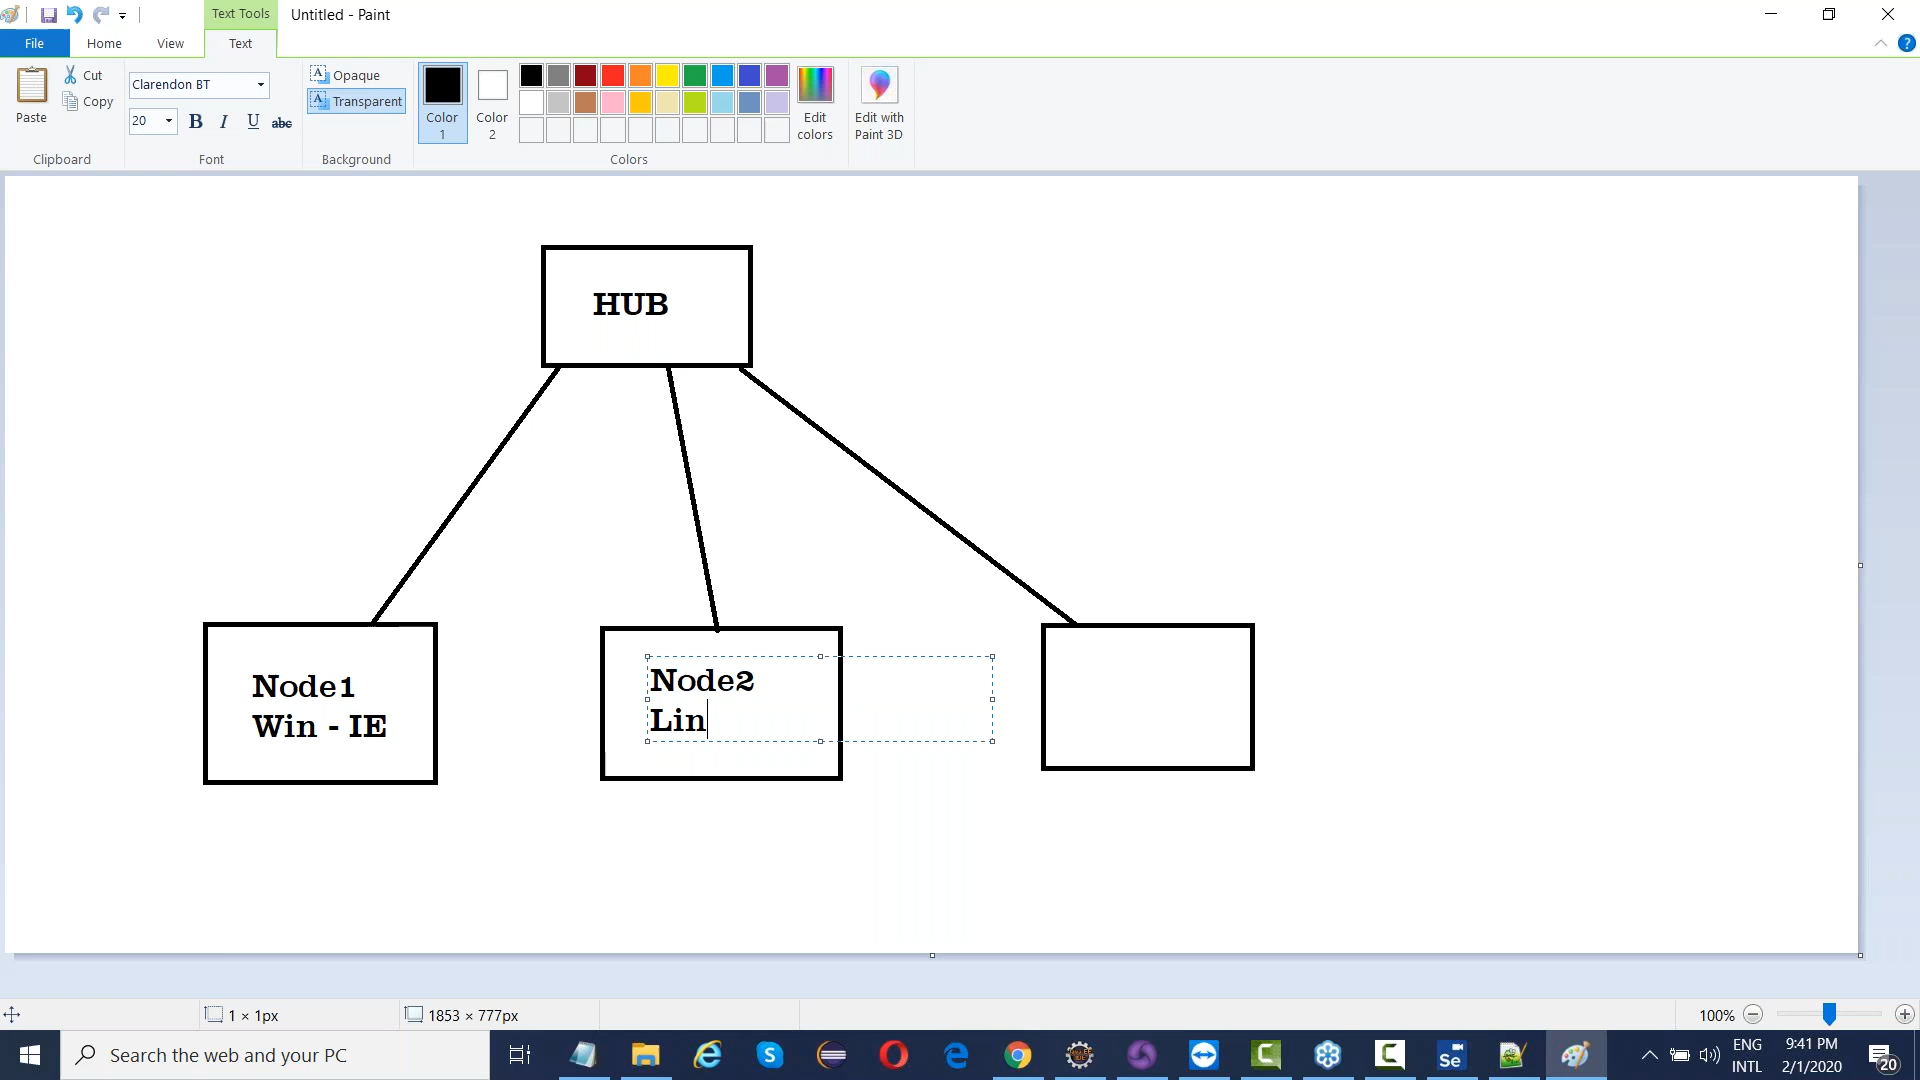 Text Tools
Untitled - Paint
File
Home
View
Text
Paste
Cut
Copy
Clipboard
Clarendon BT
20
B I U abc
Font
Opaque
Transparent
Background
Color 1
Color 2
Edit colors
Colors
Edit with Paint 3D
HUB
Node1
Win - IE
Node2
Lin
1 × 1px
1853 × 777px
100%
Search the web and your PC
Se
ENG
INTL
9:41 PM
2/1/2020
20